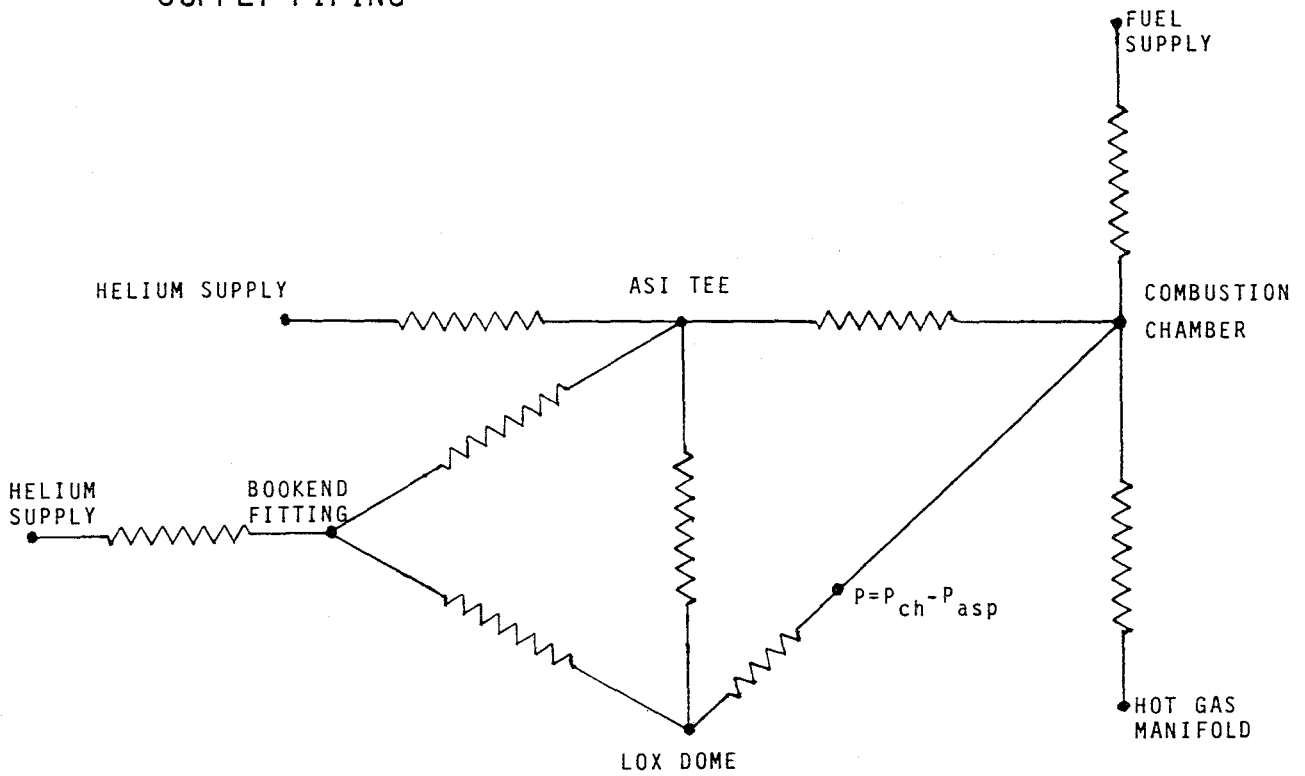 SUPPLY PIPING
FUEL
SUPPLY
HELIUM SUPPLY
ASI TEE
COMBUSTION
CHAMBER
HELIUM
SUPPLY
BOOKEND
FITTING
P=Pch-Pasp
HOT GAS
MANIFOLD
LOX DOME